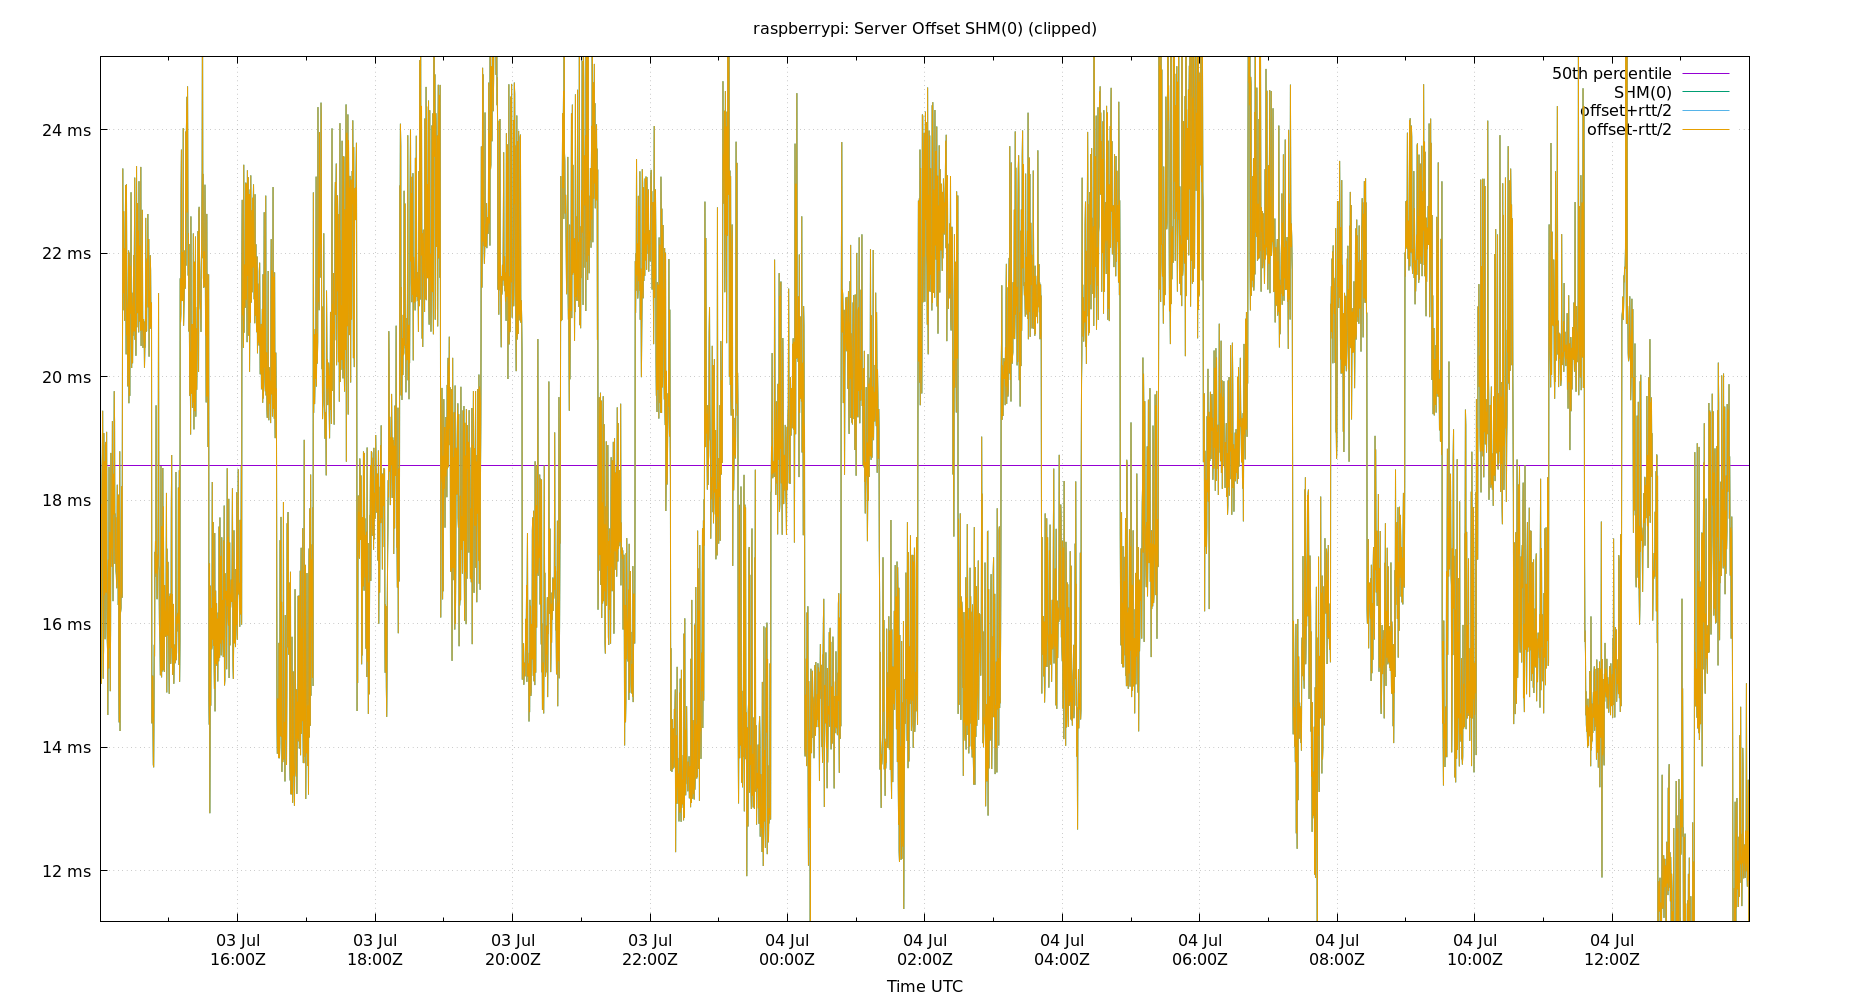 raspberrypi: Server Offset SHM(0) (clipped)
50th percentile
SHM(0)
offset+rtt/2
offset-rtt/2
24 ms
22 ms
20 ms
18 ms
16 ms
14 ms
12 ms
03 Jul 03 Jul 03 Jul 03 Jul 04 Jul 04 Jul 04 Jul 04 Jul 04 Jul 04 Jul 04 Jul
16:00Z 18:00Z 20:00Z 22:00Z 00:00Z 02:00Z 04:00Z 06:00Z 08:00Z 10:00Z 12:00Z
Time UTC